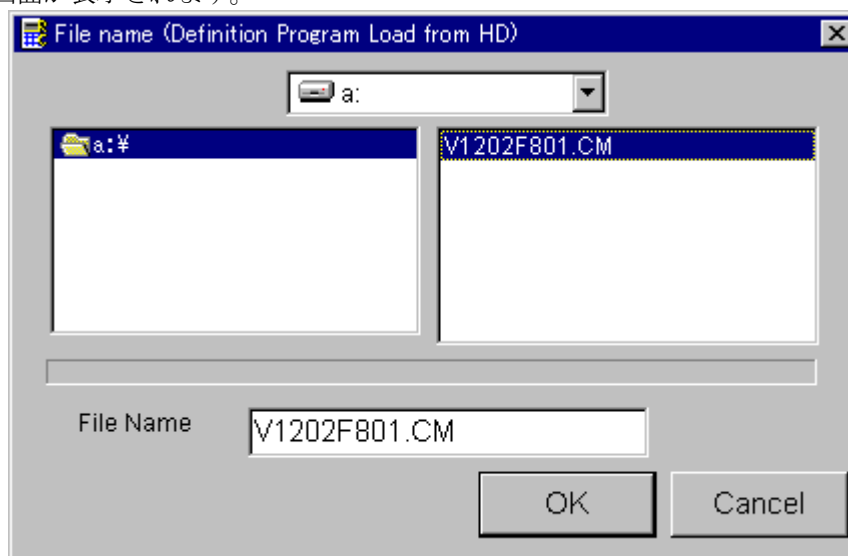 画面が表示されます。
File name (Definition Program Load from HD)
a:
a:¥
V1202F801.CM
File Name
V1202F801.CM
OK
Cancel